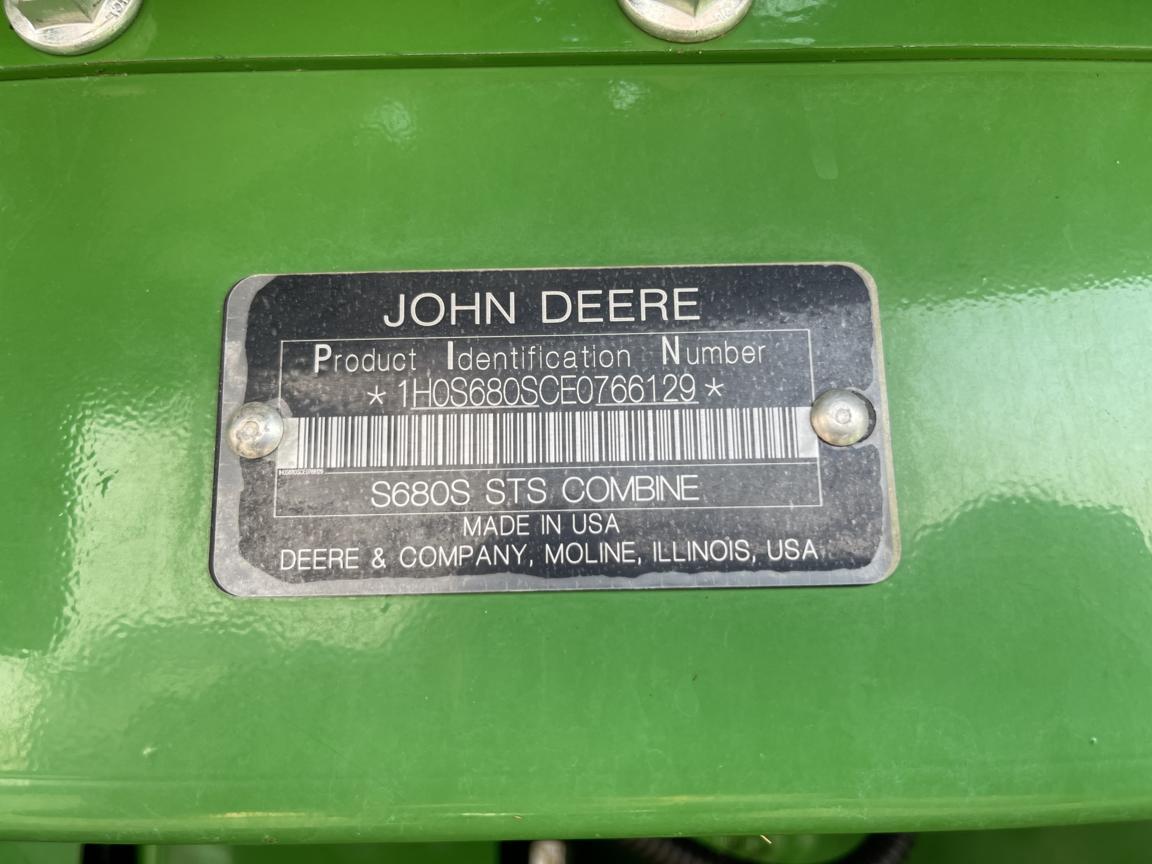 JOHN DEERE
Product Identification Number
*1H0S680SCE0766129*
S680S STS COMBINE
MADE IN USA
DEERE & COMPANY, MOLINE, ILLINOIS, USA